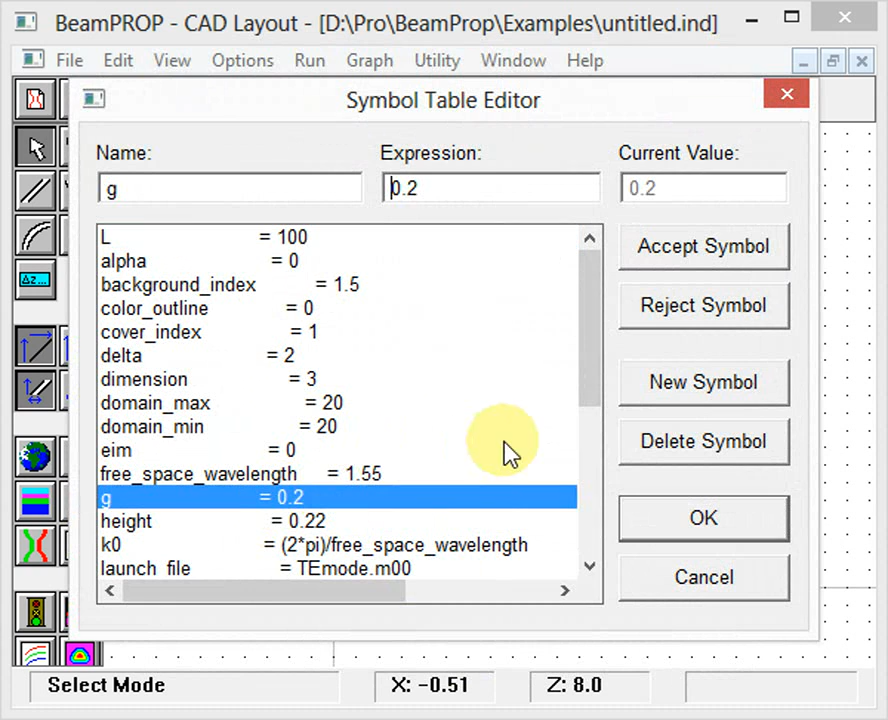 BeamPROP - CAD Layout - [D:\Pro\BeamProp\Examples\untitled.ind]
File Edit View Options Run Graph Utility Window Help
Symbol Table Editor
Name: Expression: Current Value:
g 0.2 0.2
L = 100
alpha = 0
background_index = 1.5
color_outline = 0
cover_index = 1
delta = 2
dimension = 3
domain_max = 20
domain_min = 20
eim = 0
free_space_wavelength = 1.55
g = 0.2
height = 0.22
k0 = (2*pi)/free_space_wavelength
launch_file = TEmode.m00
Accept Symbol
Reject Symbol
New Symbol
Delete Symbol
OK
Cancel
Δz...
Select Mode X: -0.51 Z: 8.0